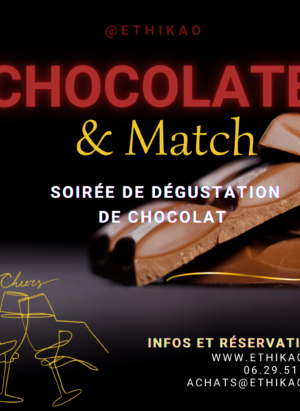 @ETHIKAO
CHOCOLATE
& Match
SOIRÉE DE DÉGUSTATION
DE CHOCOLAT
Cheers
INFOS ET RÉSERVATI
WWW.ETHIKAO
06.29.51
ACHATS@ETHIKAO